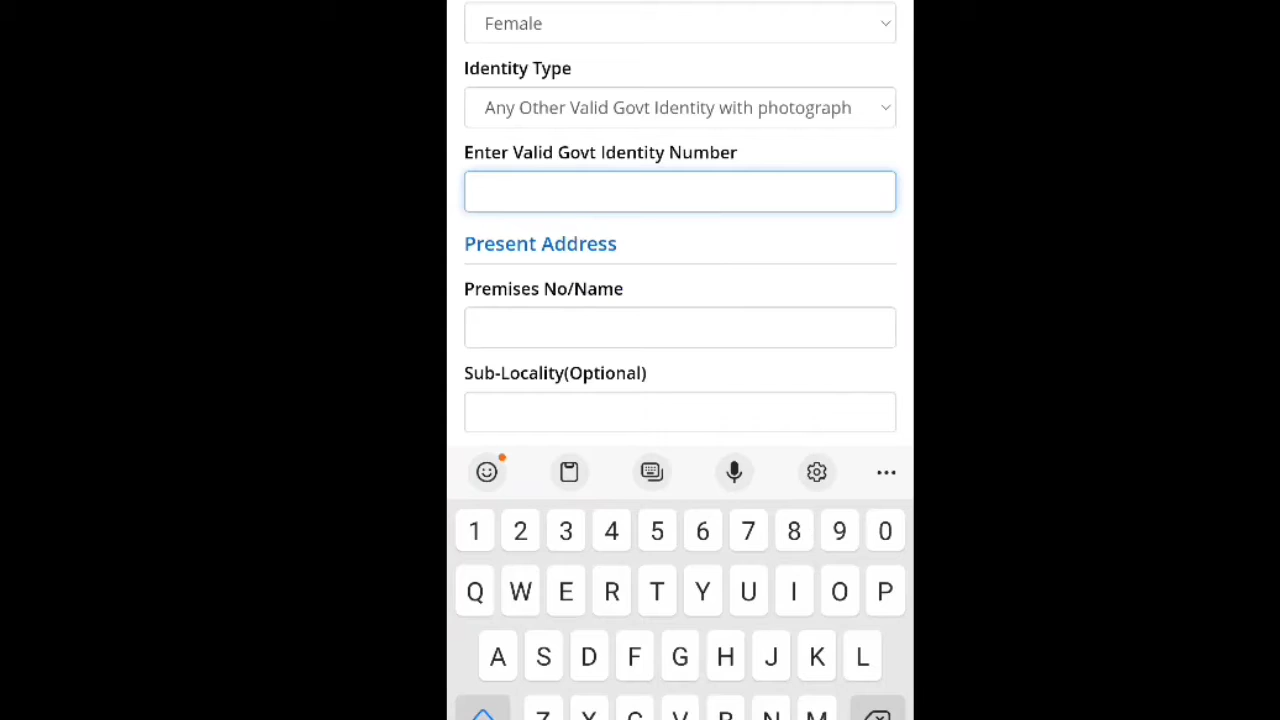 Female
Identity Type
Any Other Valid Govt Identity with photograph
Enter Valid Govt Identity Number
Present Address
Premises No/Name
Sub-Locality(Optional)
1 2 3 4 5 6 7 8 9 0
Q W E R T Y U I O P
A S D F G H J K L
Z X C V B N M